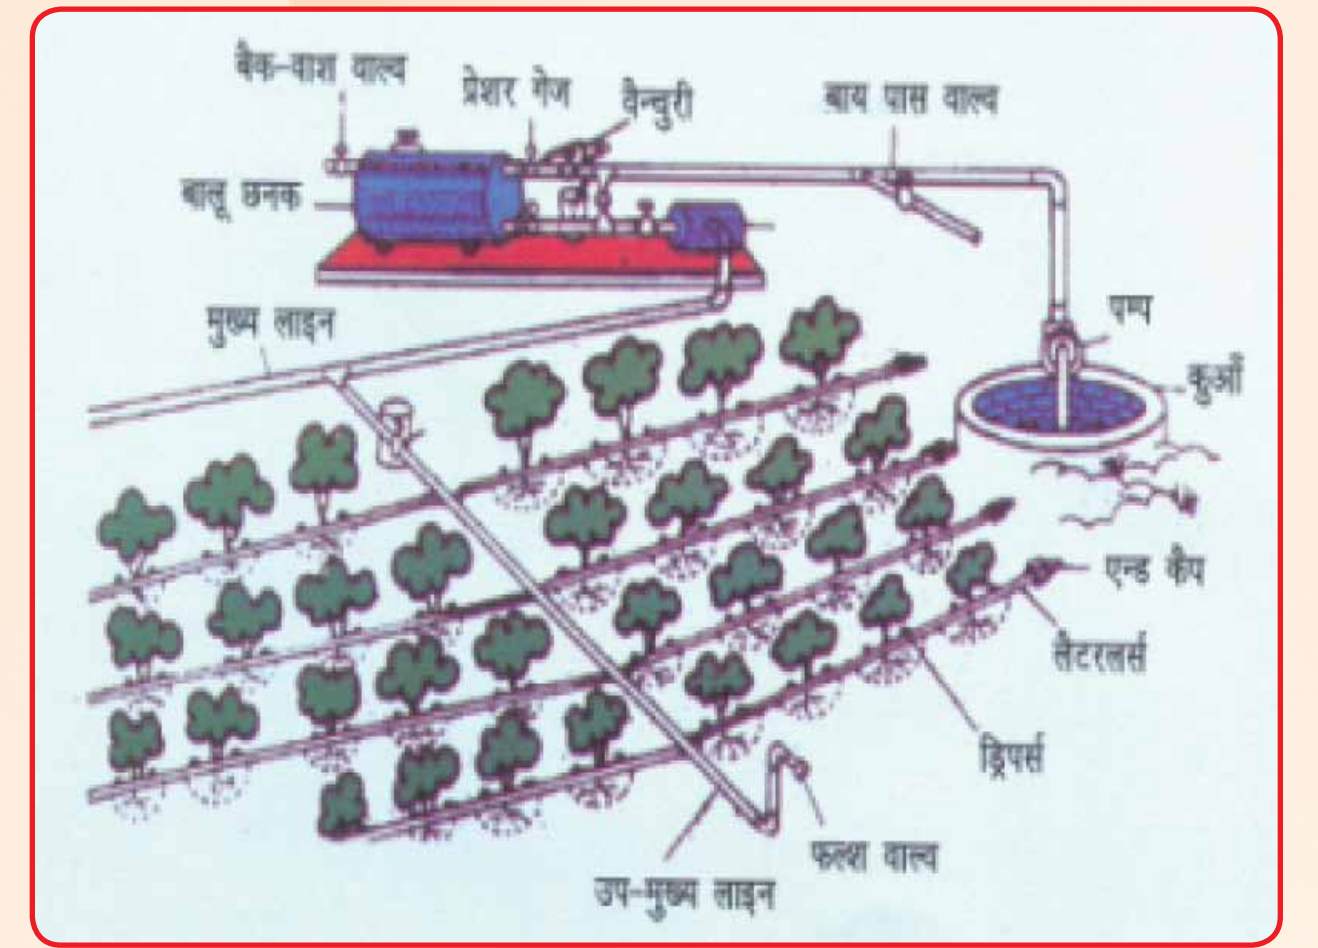 बैक-वाश वाल्व
प्रेशर गेज
वैन्चुरी
बाय पास वाल्व
बालू छनक
मुख्य लाइन
पम्प
कुआँ
एन्ड कैप
लैटरलर्स
ड्रिपर्स
फ्लश वाल्व
उप-मुख्य लाइन